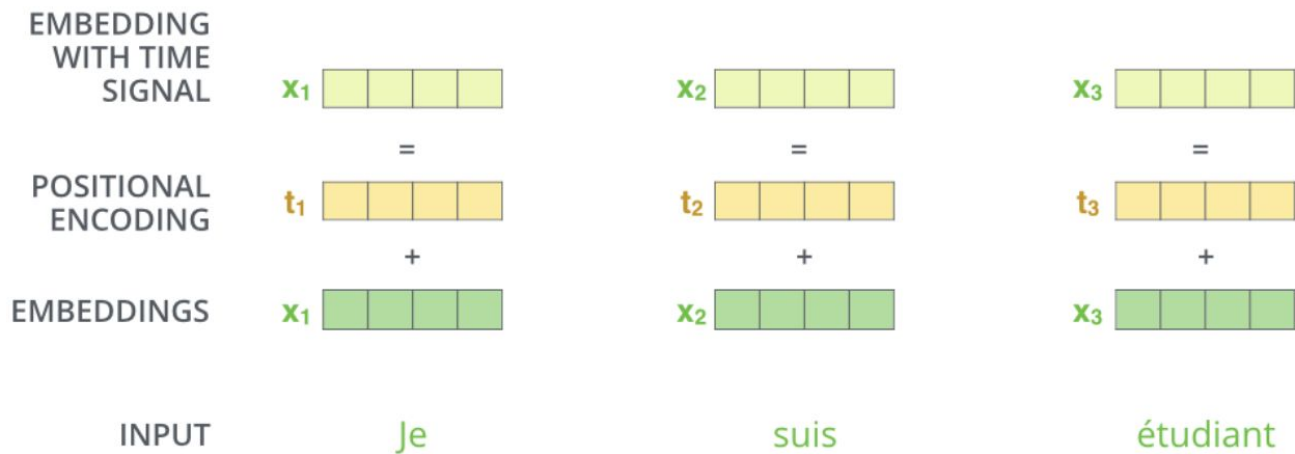 EMBEDDING
WITH TIME
SIGNAL
x₁ x₂ x₃
= = =
POSITIONAL
ENCODING
t₁ t₂ t₃
+ + +
EMBEDDINGS x₁ x₂ x₃
INPUT Je suis étudiant